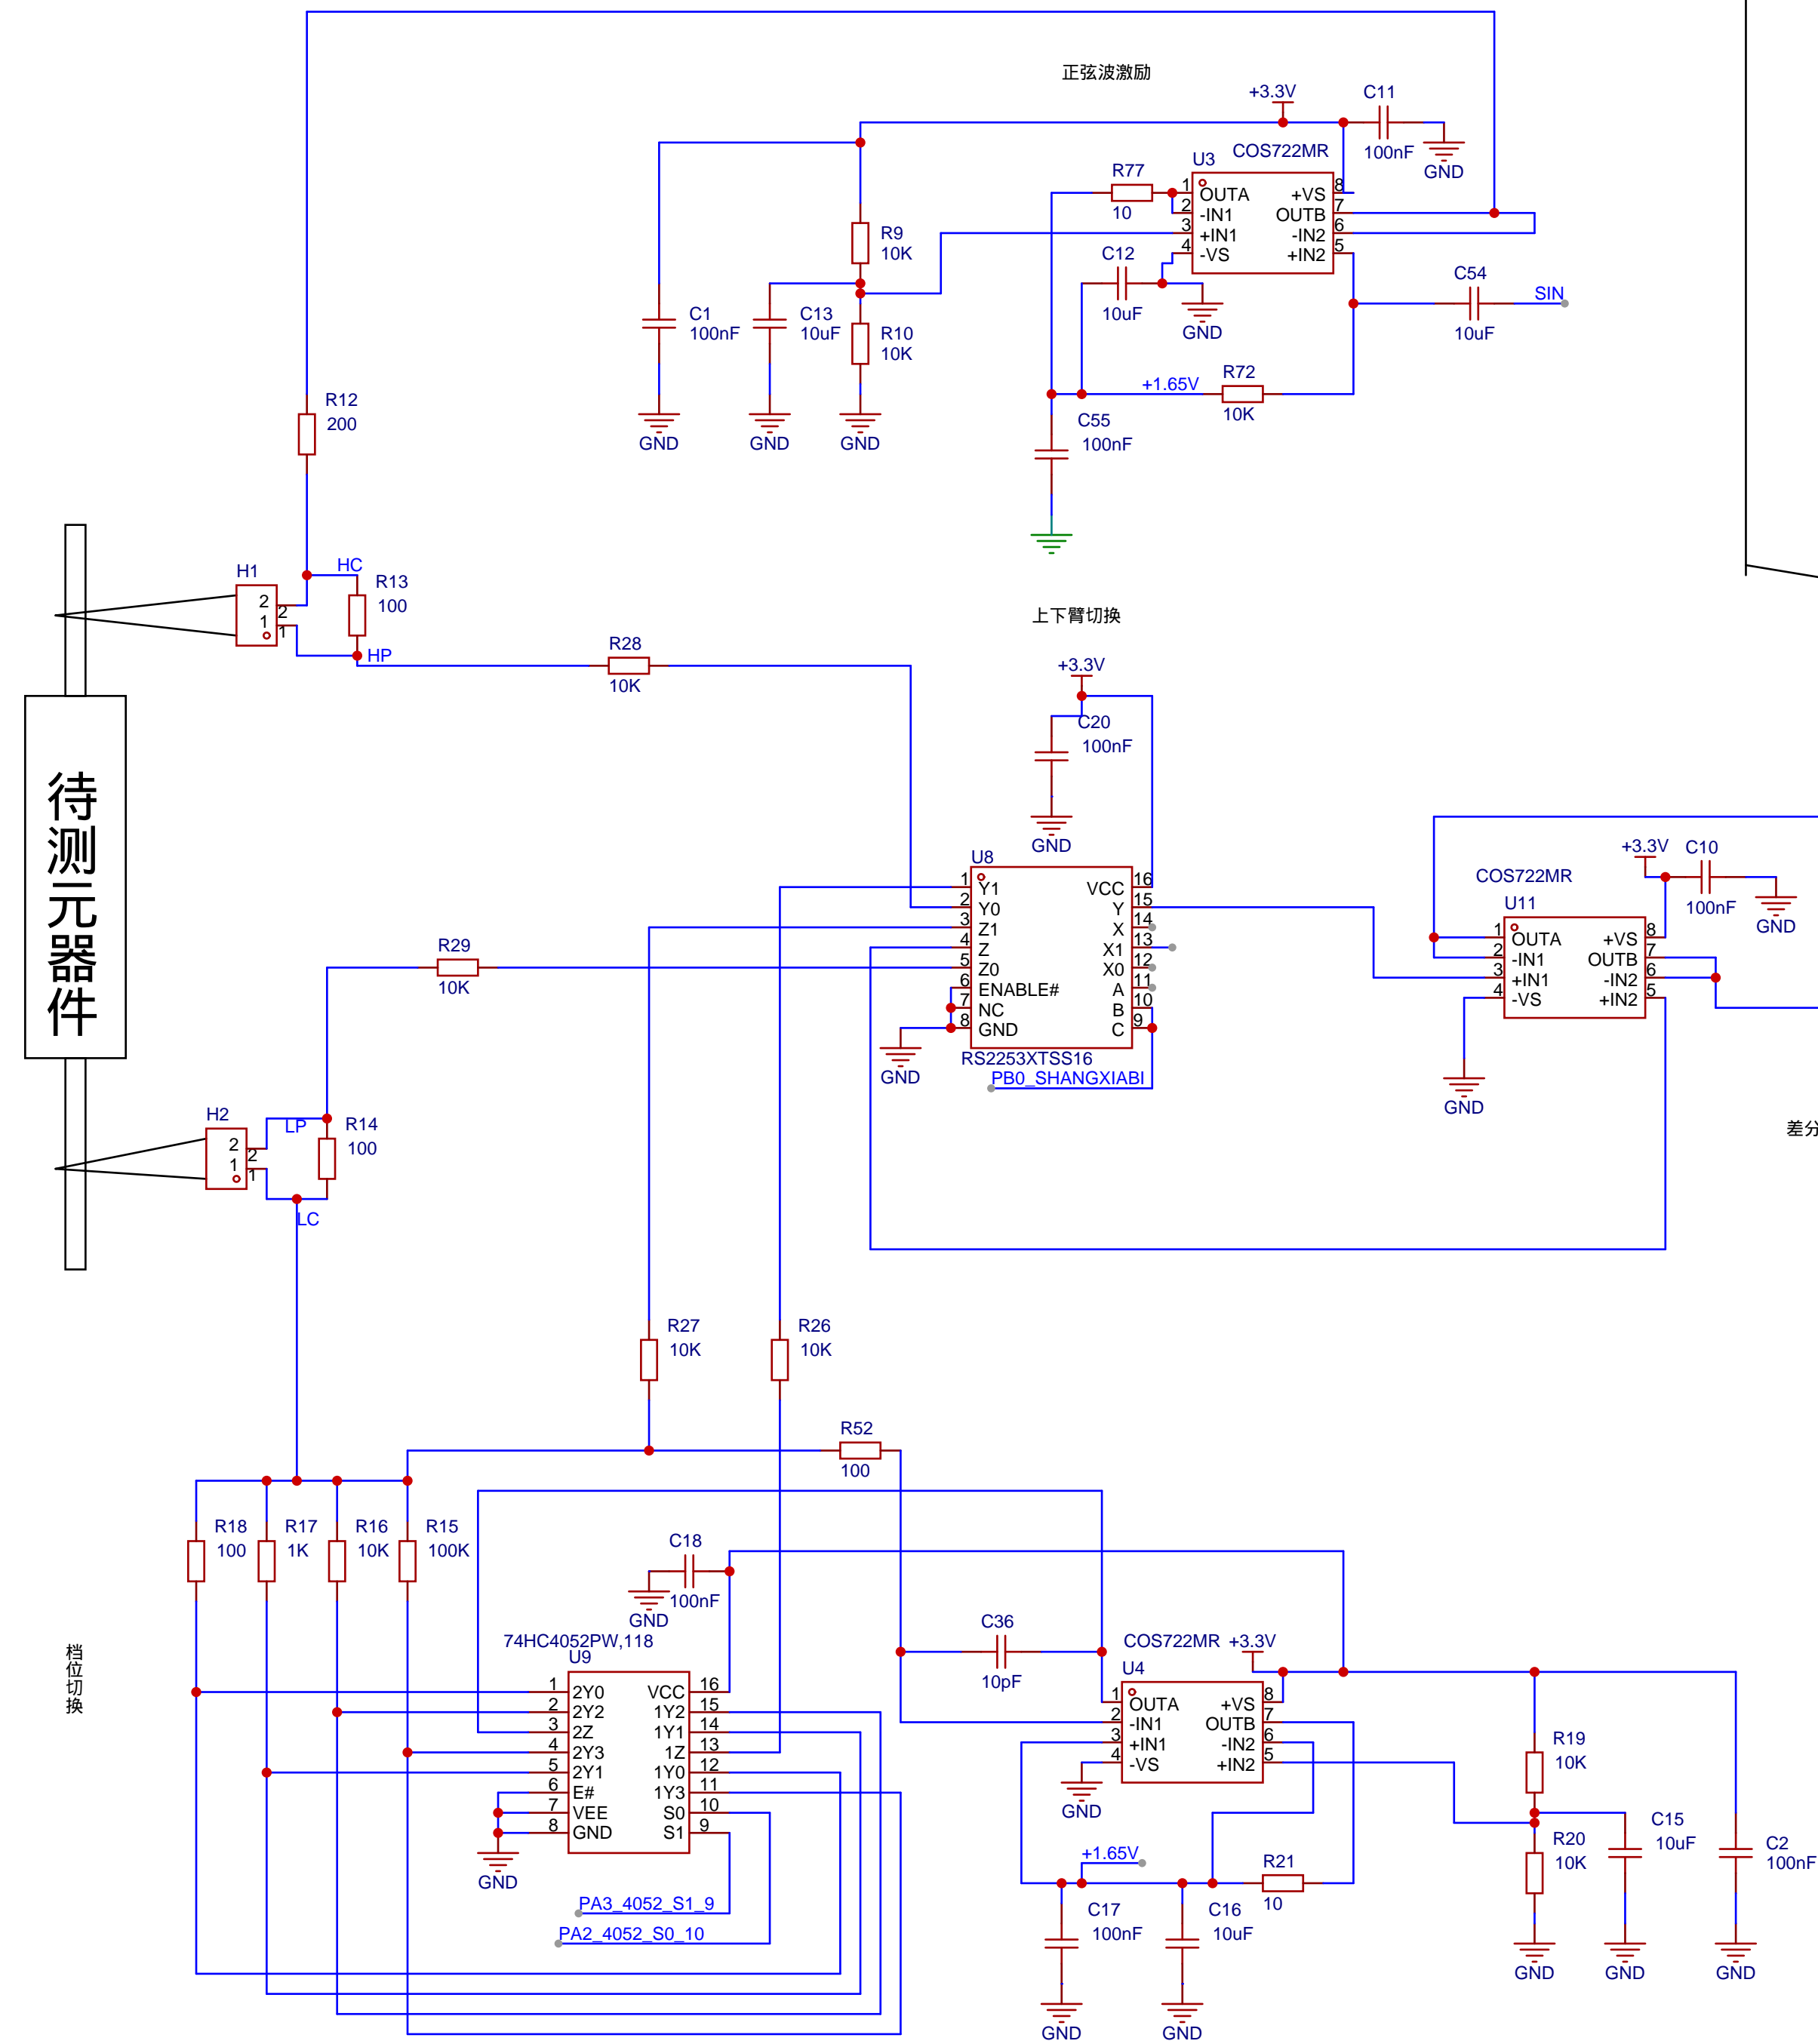 正弦波激励
+3.3V
C11
100nF
GND
COS722MR
U3
1
OUTA
2
-IN1
3
+IN1
4
-VS
+VS
8
OUTB
7
-IN2
6
+IN2
5
R77
10
C12
10uF
GND
C54
10uF
SIN
R9
10K
R10
10K
C1
100nF
C13
10uF
GND
GND
GND
+1.65V
R72
10K
C55
100nF
R12
200
H1
2
1
2
1
HC
R13
100
HP
R28
10K
待测元器件
上下臂切换
+3.3V
C20
100nF
GND
U8
1
Y1
2
Y0
3
Z1
4
Z
5
Z0
6
ENABLE#
7
NC
8
GND
VCC
16
Y
15
X
14
X1
13
X0
12
A
11
B
10
C
9
RS2253XTSS16
PB0_SHANGXIABI
GND
R29
10K
+3.3V
C10
100nF
GND
COS722MR
U11
1
OUTA
2
-IN1
3
+IN1
4
-VS
+VS
8
OUTB
7
-IN2
6
+IN2
5
GND
差分
H2
2
1
2
1
LP
R14
100
LC
R27
10K
R26
10K
R52
100
R18
100
R17
1K
R16
10K
R15
100K
C18
100nF
GND
档位切换
74HC4052PW,118
U9
1
2Y0
2
2Y2
3
2Z
4
2Y3
5
2Y1
6
E#
7
VEE
8
GND
VCC
16
1Y2
15
1Y1
14
1Z
13
1Y0
12
1Y3
11
S0
10
S1
9
GND
PA3_4052_S1_9
PA2_4052_S0_10
C36
10pF
COS722MR
+3.3V
U4
1
OUTA
2
-IN1
3
+IN1
4
-VS
+VS
8
OUTB
7
-IN2
6
+IN2
5
GND
+1.65V
R21
10
C17
100nF
C16
10uF
GND
GND
R19
10K
R20
10K
C15
10uF
C2
100nF
GND
GND
GND